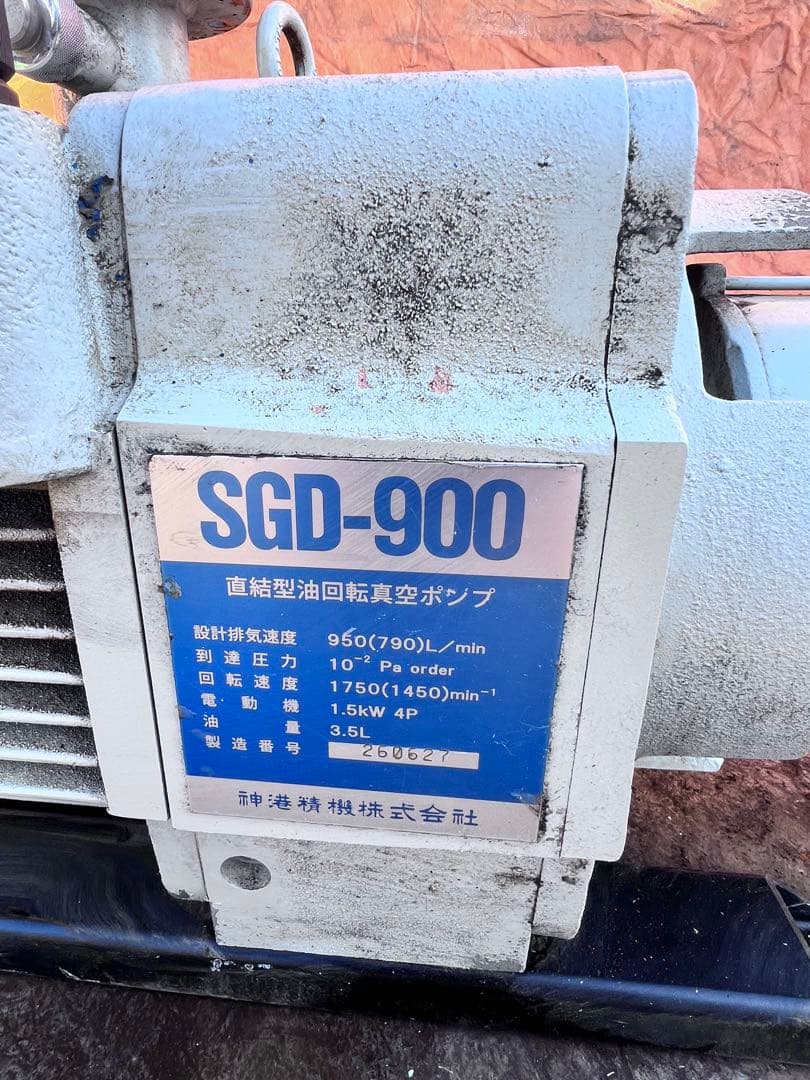 SGD-900
直結型油回転真空ポンプ
設計排気速度 950(790)L/min
到達圧力 10⁻² Pa order
回転速度 1750(1450)min⁻¹
電動機 1.5kW 4P
油量 3.5L
製造番号 260627
神港精機株式会社